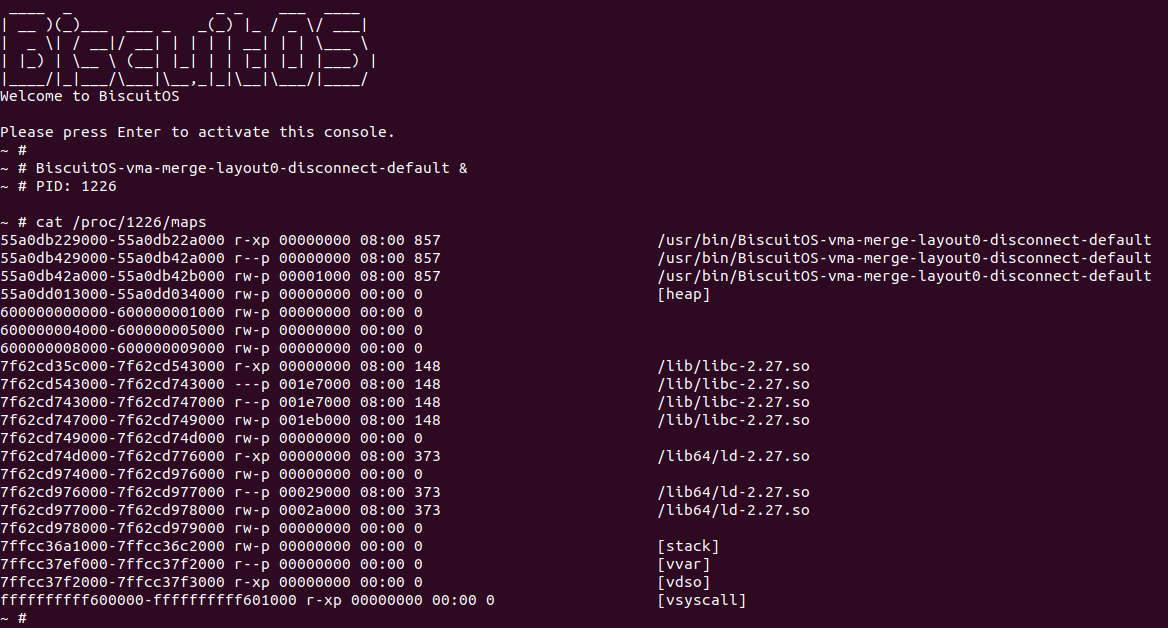 ____  _                _ _    ___  ____
| __ )(_)___  ___ _   _(_) |_ / _ \/ ___|
|  _ \| / __|/ __| | | | | __| | | \___ \
| |_) | \__ \ (__| |_| | | |_| |_| |___) |
|____/|_|___/\___|\__,_|_|\__|\___/|____/
Welcome to BiscuitOS

Please press Enter to activate this console.
~ #
~ # BiscuitOS-vma-merge-layout0-disconnect-default &
~ # PID: 1226

~ # cat /proc/1226/maps
55a0db229000-55a0db22a000 r-xp 00000000 08:00 857                        /usr/bin/BiscuitOS-vma-merge-layout0-disconnect-default
55a0db429000-55a0db42a000 r--p 00000000 08:00 857                        /usr/bin/BiscuitOS-vma-merge-layout0-disconnect-default
55a0db42a000-55a0db42b000 rw-p 00001000 08:00 857                        /usr/bin/BiscuitOS-vma-merge-layout0-disconnect-default
55a0dd013000-55a0dd034000 rw-p 00000000 00:00 0                          [heap]
600000000000-600000001000 rw-p 00000000 00:00 0
600000004000-600000005000 rw-p 00000000 00:00 0
600000008000-600000009000 rw-p 00000000 00:00 0
7f62cd35c000-7f62cd543000 r-xp 00000000 08:00 148                        /lib/libc-2.27.so
7f62cd543000-7f62cd743000 ---p 001e7000 08:00 148                        /lib/libc-2.27.so
7f62cd743000-7f62cd747000 r--p 001e7000 08:00 148                        /lib/libc-2.27.so
7f62cd747000-7f62cd749000 rw-p 001eb000 08:00 148                        /lib/libc-2.27.so
7f62cd749000-7f62cd74d000 rw-p 00000000 00:00 0
7f62cd74d000-7f62cd776000 r-xp 00000000 08:00 373                        /lib64/ld-2.27.so
7f62cd974000-7f62cd976000 rw-p 00000000 00:00 0
7f62cd976000-7f62cd977000 r--p 00029000 08:00 373                        /lib64/ld-2.27.so
7f62cd977000-7f62cd978000 rw-p 0002a000 08:00 373                        /lib64/ld-2.27.so
7f62cd978000-7f62cd979000 rw-p 00000000 00:00 0
7ffcc36a1000-7ffcc36c2000 rw-p 00000000 00:00 0                          [stack]
7ffcc37ef000-7ffcc37f2000 r--p 00000000 00:00 0                          [vvar]
7ffcc37f2000-7ffcc37f3000 r-xp 00000000 00:00 0                          [vdso]
ffffffffff600000-ffffffffff601000 r-xp 00000000 00:00 0                  [vsyscall]
~ #